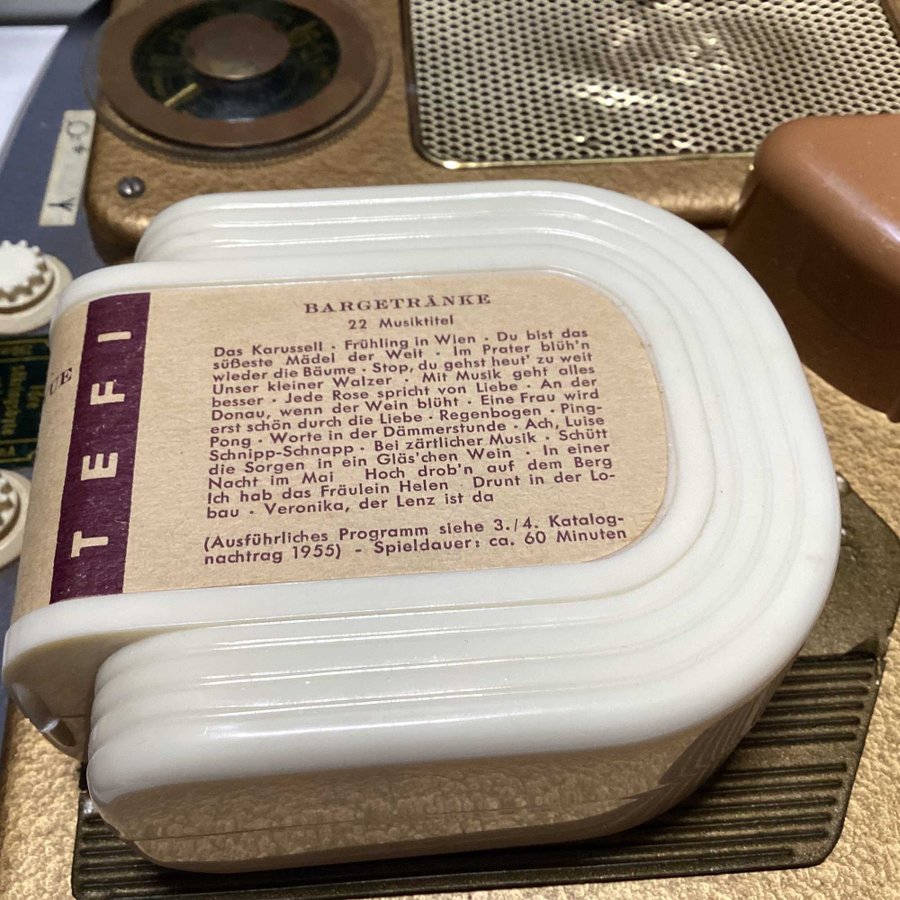 BARGETRÄNKE
22 Musiktitel
Das Karussell · Frühling in Wien · Du bist das
süßeste Mädel der Welt · Im Prater blüh'n
wieder die Bäume · Stop, du gehst heut' zu weit
Unser kleiner Walzer · Mit Musik geht alles
besser · Jede Rose spricht von Liebe · An der
Donau, wenn der Wein blüht · Eine Frau wird
erst schön durch die Liebe · Regenbogen · Ping-
Pong · Worte in der Dämmerstunde · Ach, Luise
Schnipp-Schnapp · Bei zärtlicher Musik · Schütt
die Sorgen in ein Gläs'chen Wein · In einer
Nacht im Mai Hoch drob'n auf dem Berg
Ich hab das Fräulein Helen Drunt in der Lo-
bau · Veronika, der Lenz ist da
(Ausführliches Programm siehe 3./4. Katalog-
nachtrag 1955) - Spieldauer: ca. 60 Minuten
TEFI